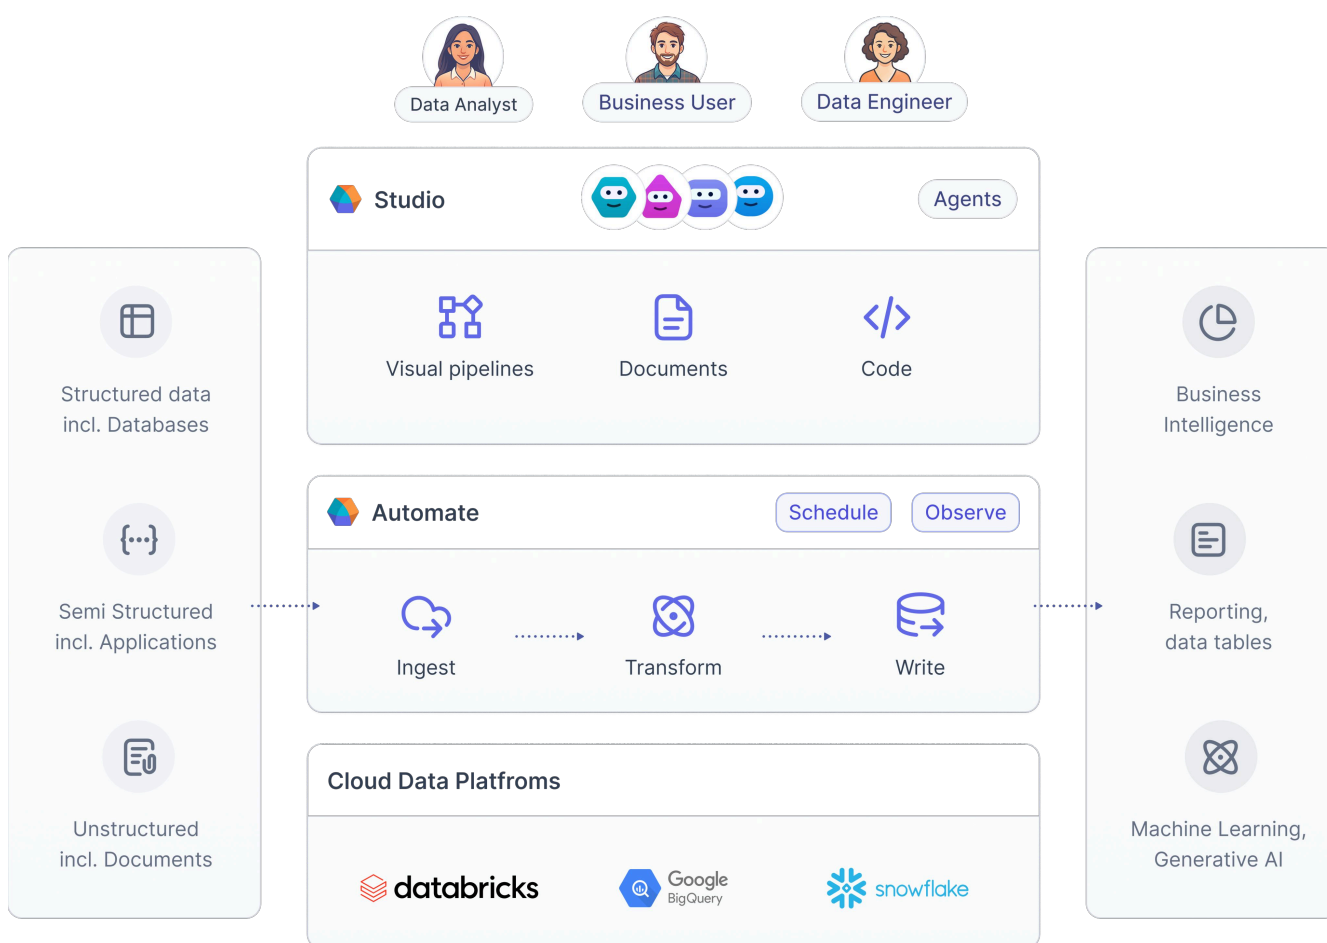 Data Analyst
Business User
Data Engineer
Studio
Agents
Visual pipelines
Documents
Code
Structured data
incl. Databases
Semi Structured
incl. Applications
Unstructured
incl. Documents
Automate
Schedule
Observe
Ingest
Transform
Write
Cloud Data Platfroms
databricks
Google
BigQuery
snowflake
Business
Intelligence
Reporting,
data tables
Machine Learning,
Generative AI